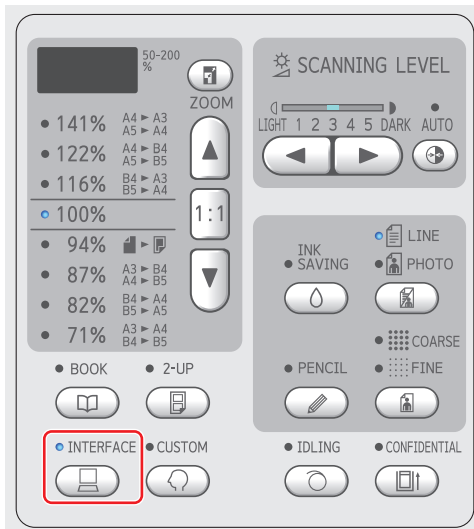 50-200
%
ZOOM
141% A4 ► A3
A5 ► A4
122% A4 ► B4
A5 ► B5
116% B4 ► A3
B5 ► A4
100%
1:1
94%
87% A3 ► B4
A4 ► B5
82% B4 ► A4
B5 ► A5
71% A3 ► A4
B4 ► B5
BOOK
2-UP
INTERFACE
CUSTOM
SCANNING LEVEL
LIGHT 1 2 3 4 5 DARK AUTO
INK
SAVING
LINE
PHOTO
COARSE
FINE
PENCIL
IDLING
CONFIDENTIAL